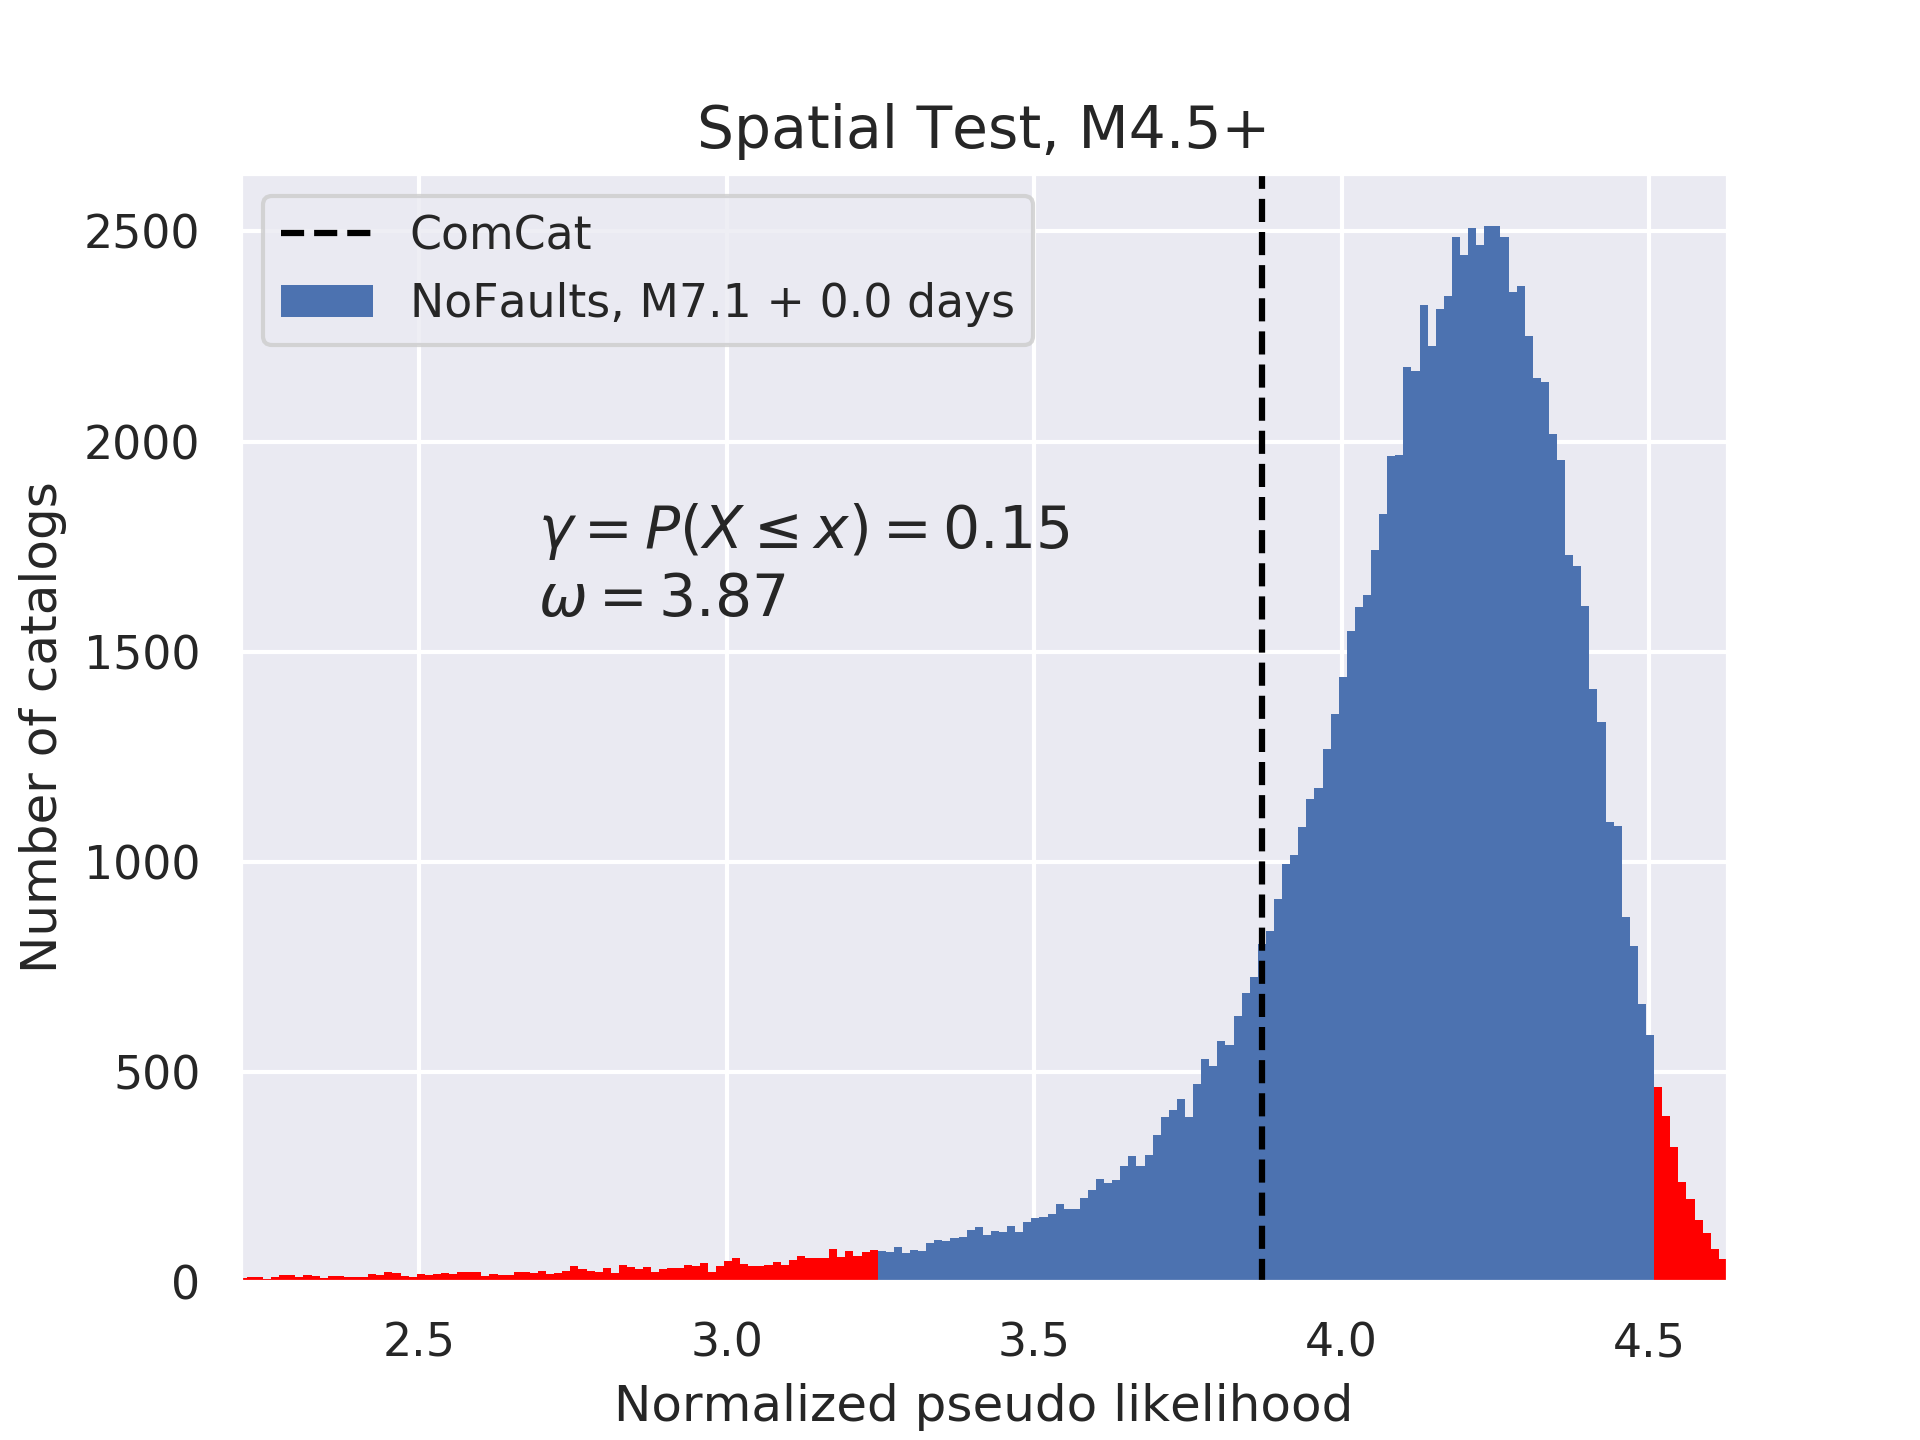 Spatial Test, M4.5+
ComCat
NoFaults, M7.1 + 0.0 days
γ = P(X ≤ x) = 0.15
ω = 3.87
Number of catalogs
2500
2000
1500
1000
500
0
2.5 3.0 3.5 4.0 4.5
Normalized pseudo likelihood